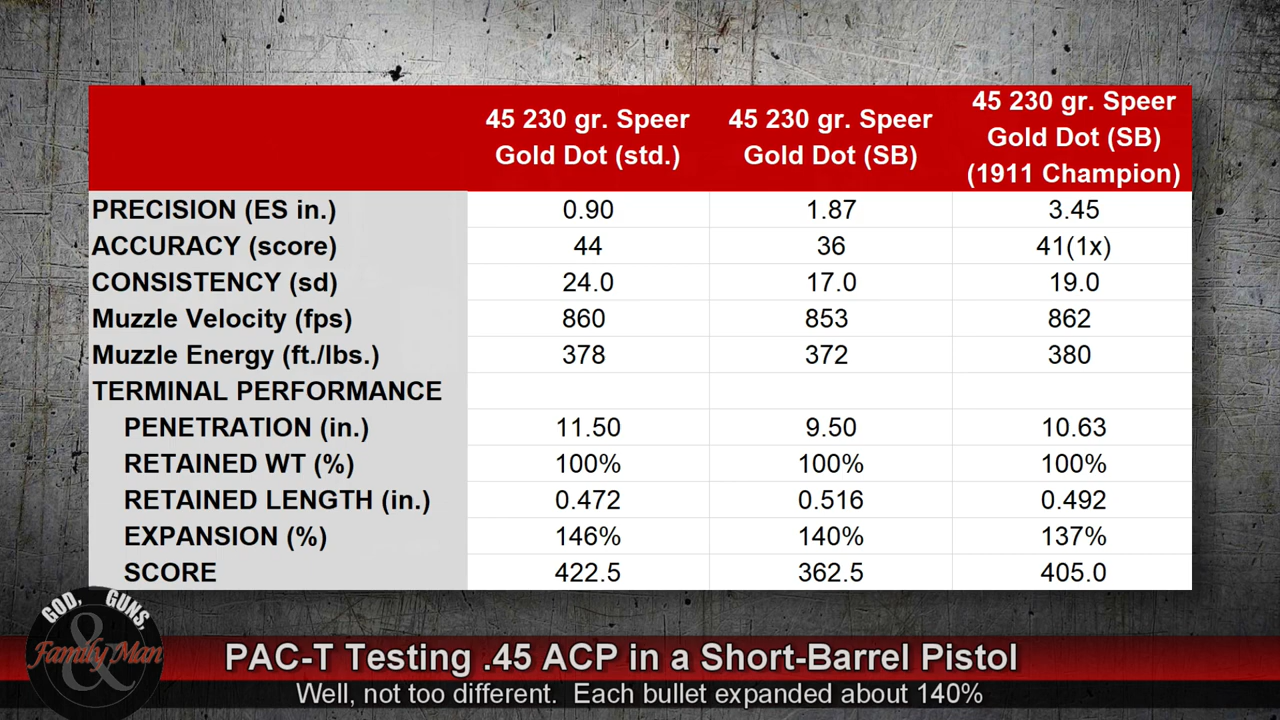 45 230 gr. Speer Gold Dot (std.) 45 230 gr. Speer Gold Dot (SB) 45 230 gr. Speer Gold Dot (SB) (1911 Champion)
PRECISION (ES in.) 0.90 1.87 3.45
ACCURACY (score) 44 36 41(1x)
CONSISTENCY (sd) 24.0 17.0 19.0
Muzzle Velocity (fps) 860 853 862
Muzzle Energy (ft./lbs.) 378 372 380
TERMINAL PERFORMANCE
PENETRATION (in.) 11.50 9.50 10.63
RETAINED WT (%) 100% 100% 100%
RETAINED LENGTH (in.) 0.472 0.516 0.492
EXPANSION (%) 146% 140% 137%
SCORE 422.5 362.5 405.0
GOD, GUNS,
&
Family Man
PAC-T Testing .45 ACP in a Short-Barrel Pistol
Well, not too different. Each bullet expanded about 140%